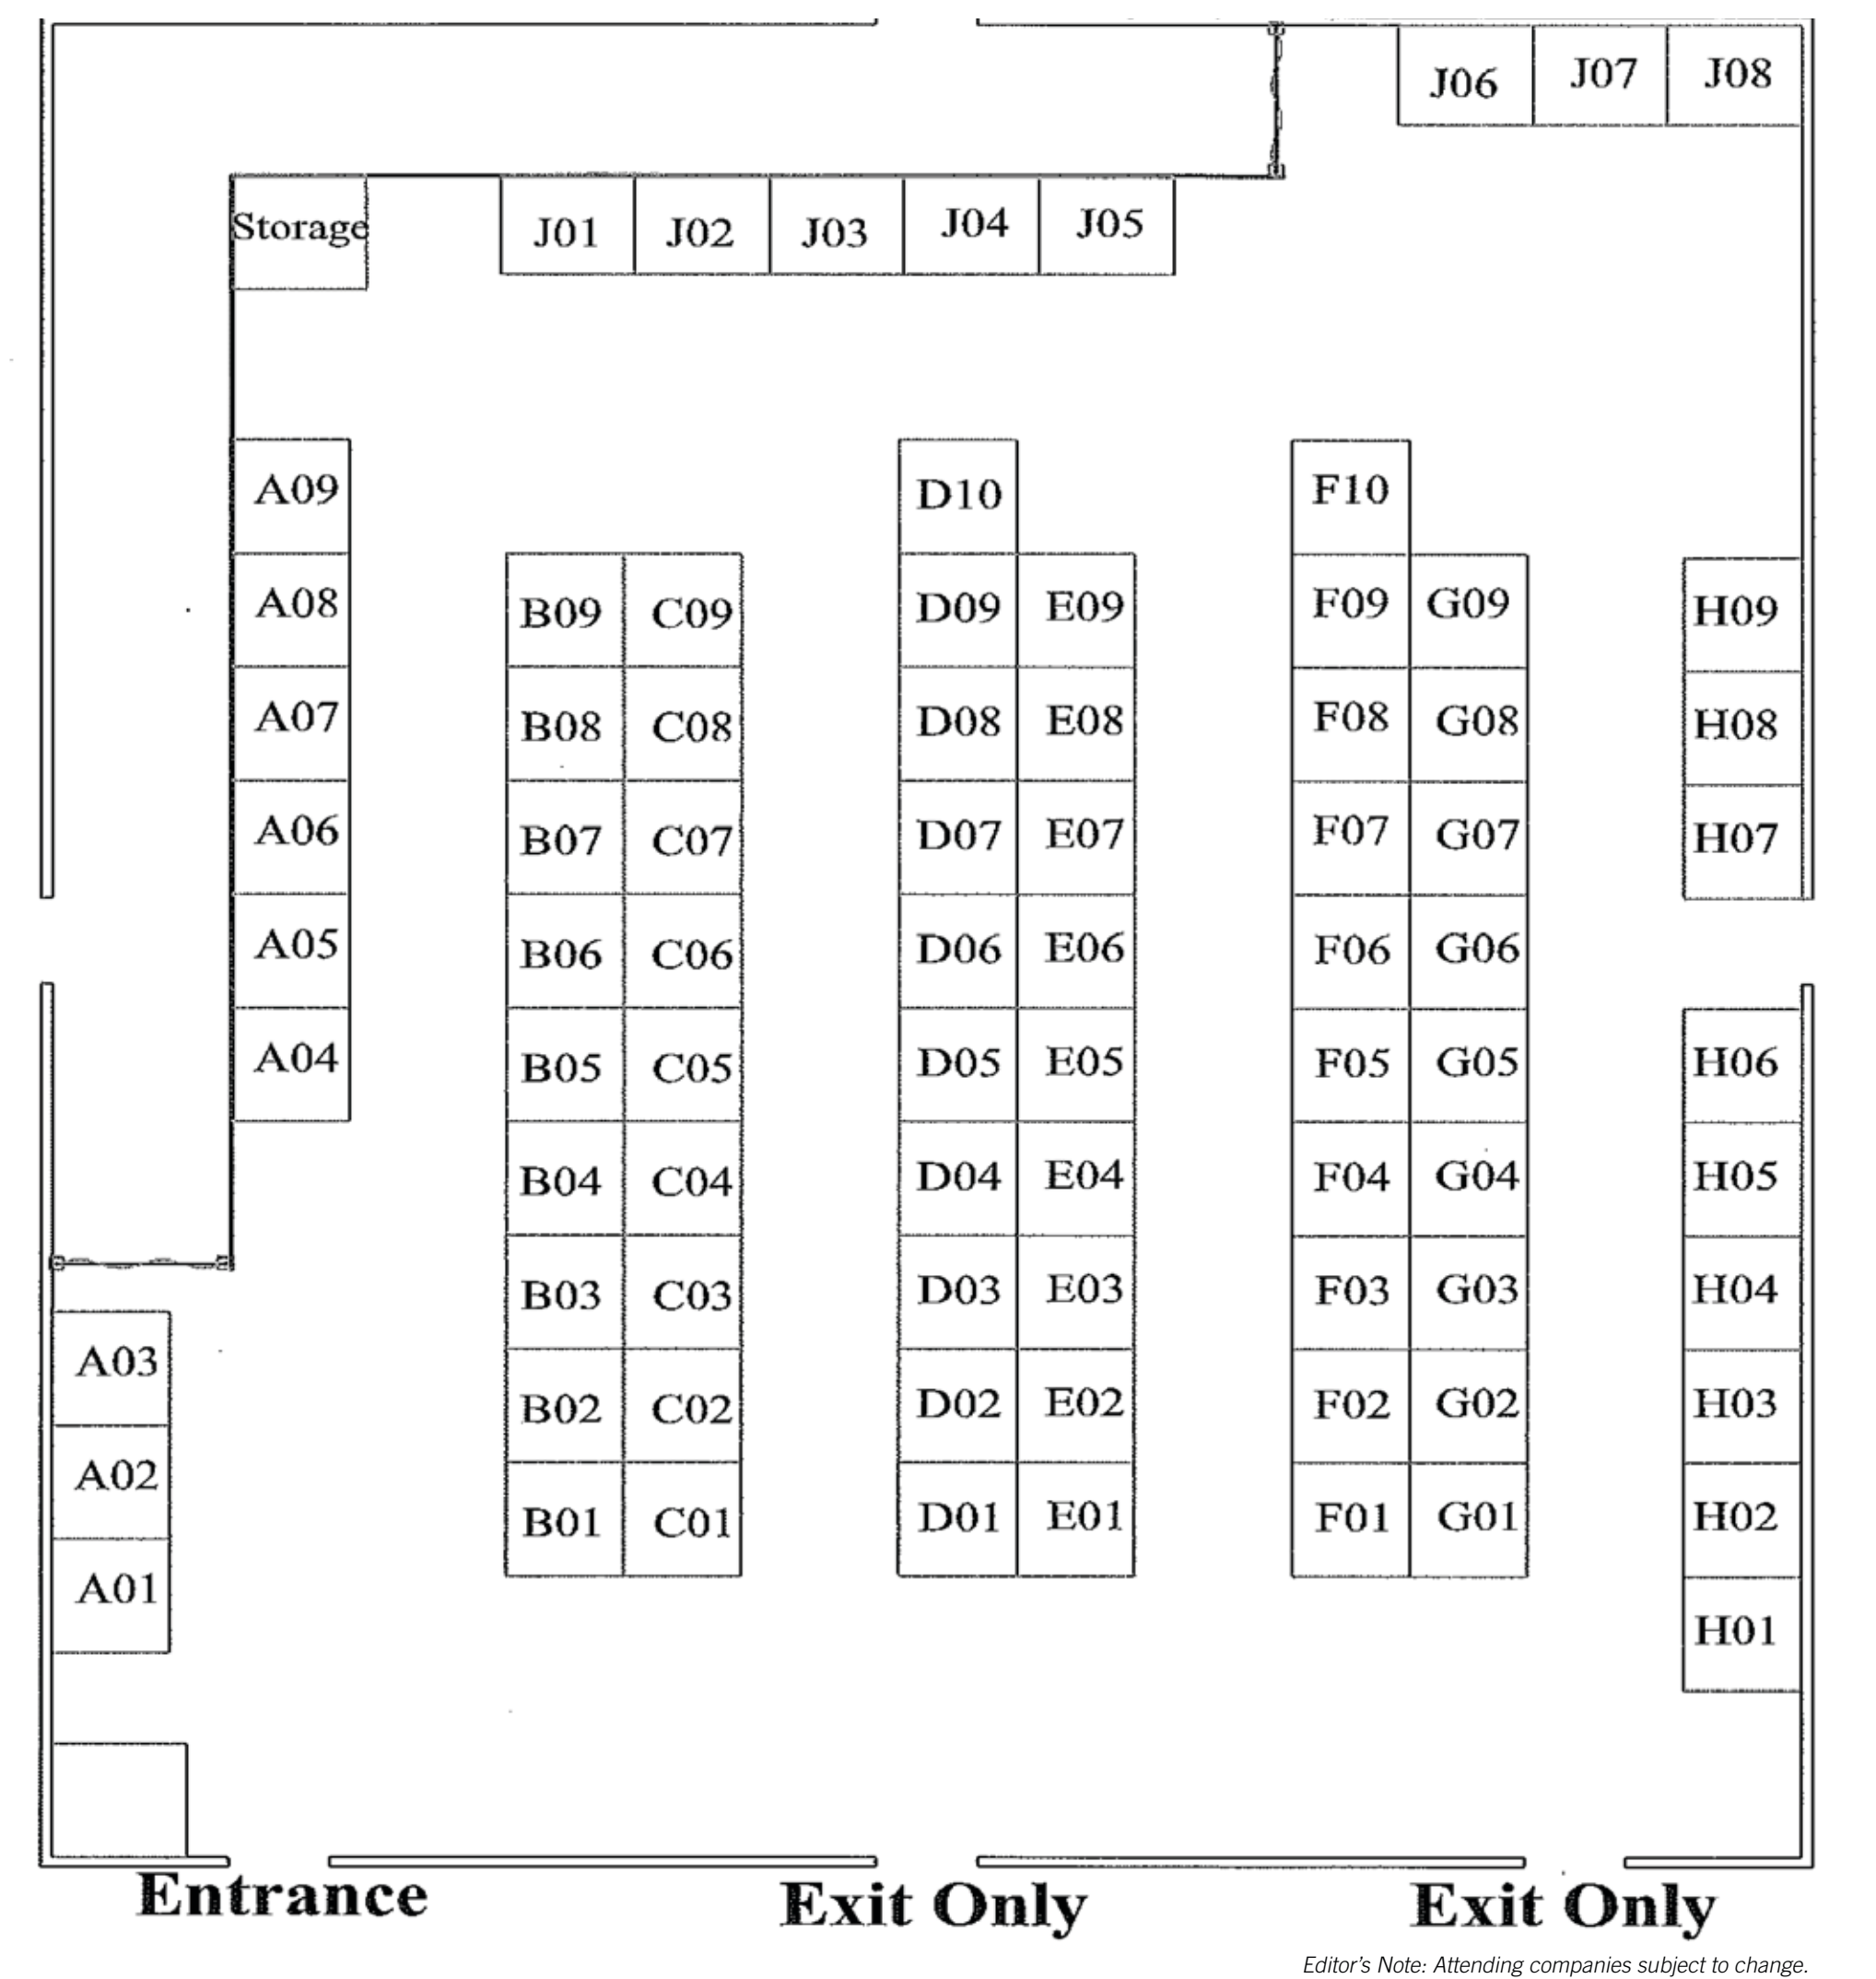 J06 J07 J08
Storage J01 J02 J03 J04 J05
A09 D10 F10
A08 B09 C09 D09 E09 F09 G09 H09
A07 B08 C08 D08 E08 F08 G08 H08
A06 B07 C07 D07 E07 F07 G07 H07
A05 B06 C06 D06 E06 F06 G06
A04 B05 C05 D05 E05 F05 G05 H06
B04 C04 D04 E04 F04 G04 H05
B03 C03 D03 E03 F03 G03 H04
A03
B02 C02 D02 E02 F02 G02 H03
A02
B01 C01 D01 E01 F01 G01 H02
A01 H01
Entrance Exit Only Exit Only
Editor's Note: Attending companies subject to change.